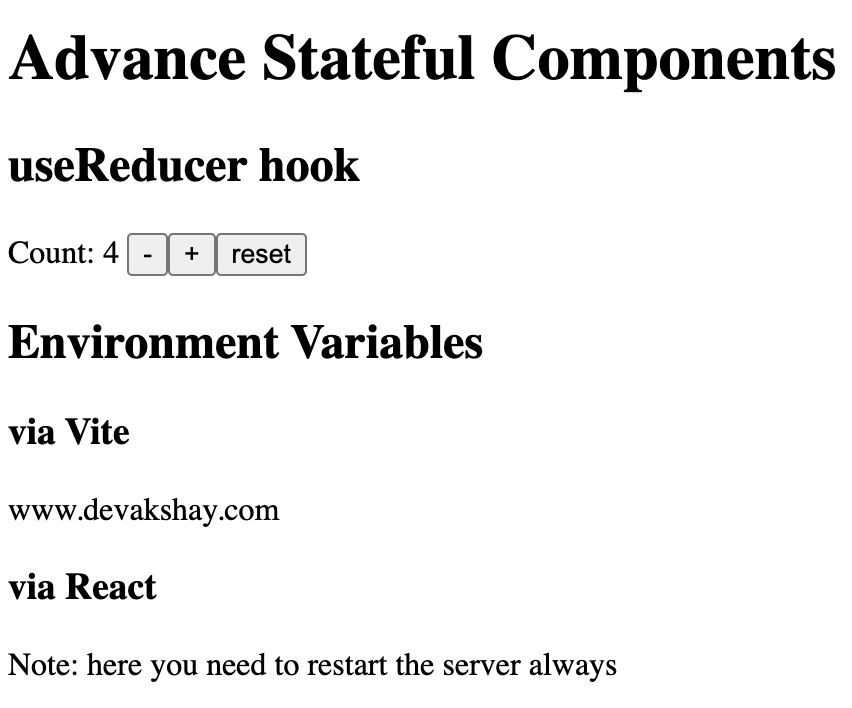 Advance Stateful Components
useReducer hook
Count: 4 - + reset
Environment Variables
via Vite
www.devakshay.com
via React
Note: here you need to restart the server always